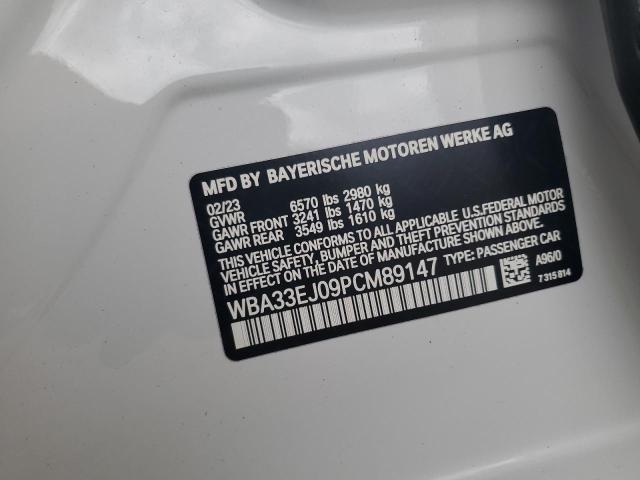 MFD BY BAYERISCHE MOTOREN WERKE AG
02/23
GVWR 6570 lbs 2980 kg
GAWR FRONT 3241 lbs 1470 kg
GAWR REAR 3549 lbs 1610 kg
THIS VEHICLE CONFORMS TO ALL APPLICABLE U.S.FEDERAL MOTOR
VEHICLE SAFETY, BUMPER, AND THEFT PREVENTION STANDARDS
IN EFFECT ON THE DATE OF MANUFACTURE SHOWN ABOVE.
WBA33EJ09PCM89147 TYPE: PASSENGER CAR
A96/0
7 315 814